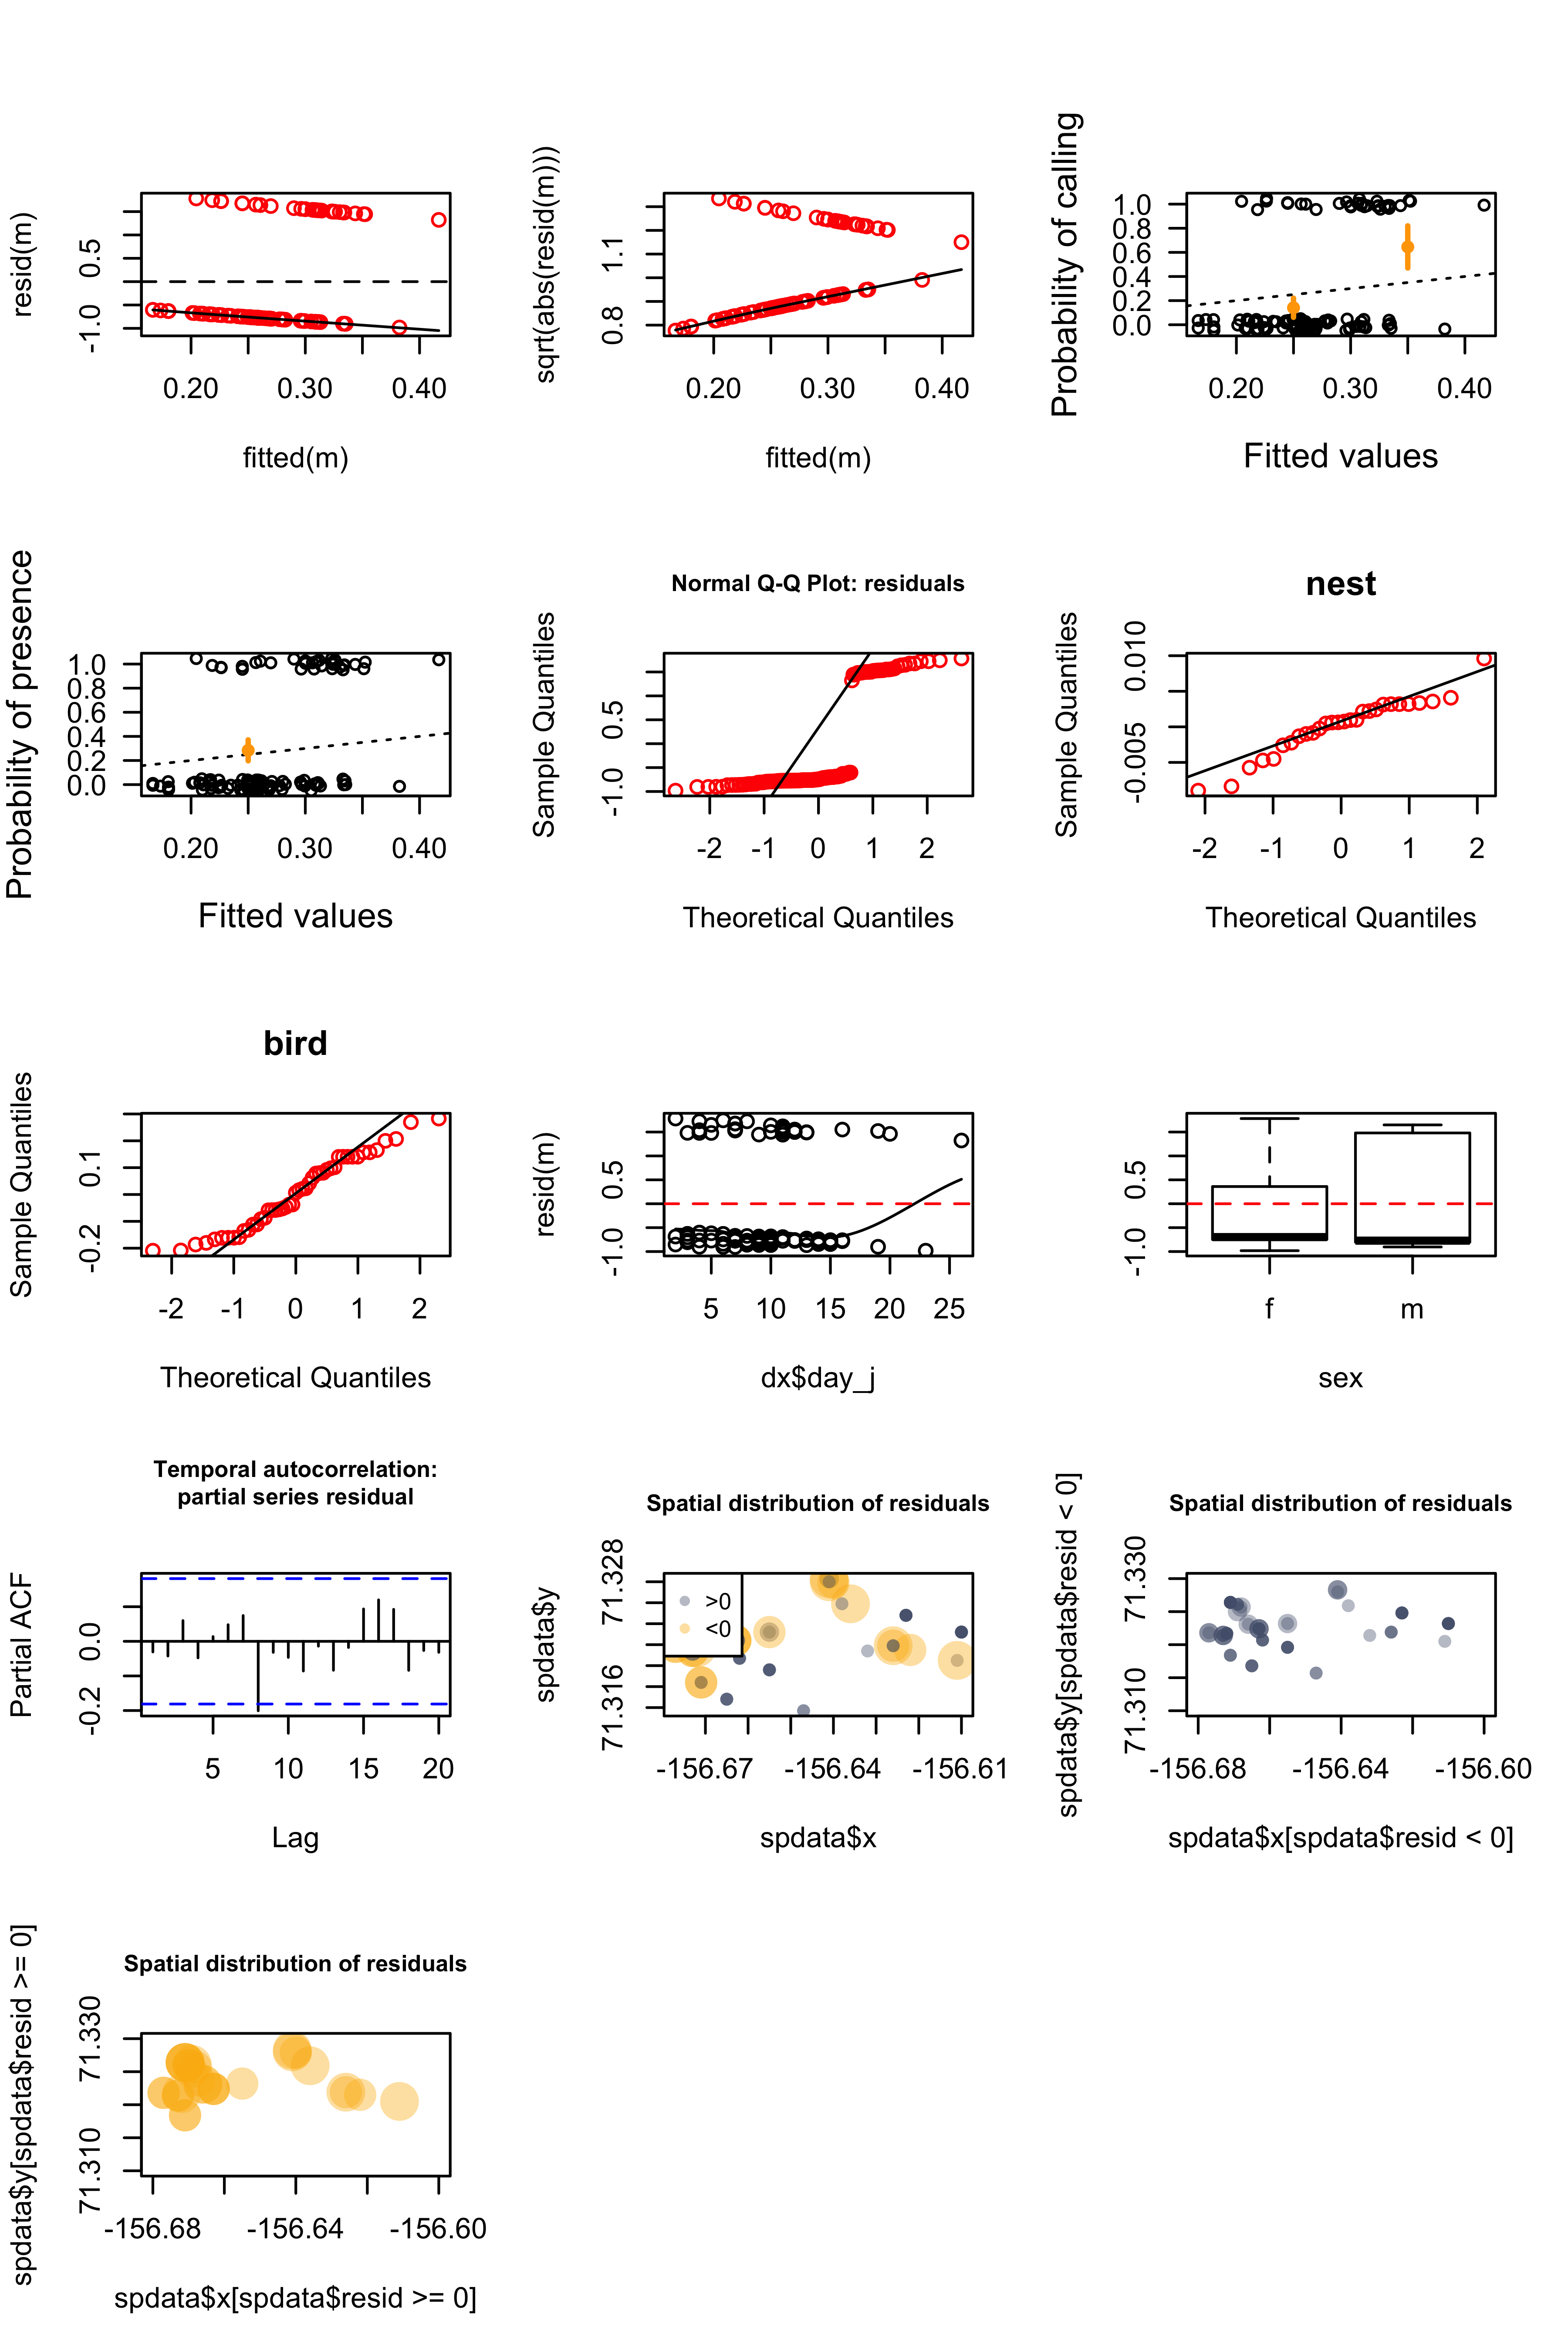 resid(m)
0.5
-1.0
0.20 0.30 0.40
fitted(m)
sqrt(abs(resid(m)))
1.1
0.8
0.20 0.30 0.40
fitted(m)
Probability of calling
1.0
0.8
0.6
0.4
0.2
0.0
0.20 0.30 0.40
Fitted values
Probability of presence
1.0
0.8
0.6
0.4
0.2
0.0
0.20 0.30 0.40
Fitted values
Normal Q-Q Plot: residuals
Sample Quantiles
0.5
-1.0
-2 -1 0 1 2
Theoretical Quantiles
nest
Sample Quantiles
0.010
-0.005
-2 -1 0 1 2
Theoretical Quantiles
bird
Sample Quantiles
0.1
-0.2
-2 -1 0 1 2
Theoretical Quantiles
resid(m)
0.5
-1.0
5 10 15 20 25
dx$day_j
0.5
-1.0
f m
sex
Temporal autocorrelation:
partial series residual
Partial ACF
0.0
-0.2
5 10 15 20
Lag
Spatial distribution of residuals
spdata$y
71.328
71.316
>0
<0
-156.67 -156.64 -156.61
spdata$x
Spatial distribution of residuals
spdata$y[spdata$resid < 0]
71.330
71.310
-156.68 -156.64 -156.60
spdata$x[spdata$resid < 0]
Spatial distribution of residuals
spdata$y[spdata$resid >= 0]
71.330
71.310
-156.68 -156.64 -156.60
spdata$x[spdata$resid >= 0]